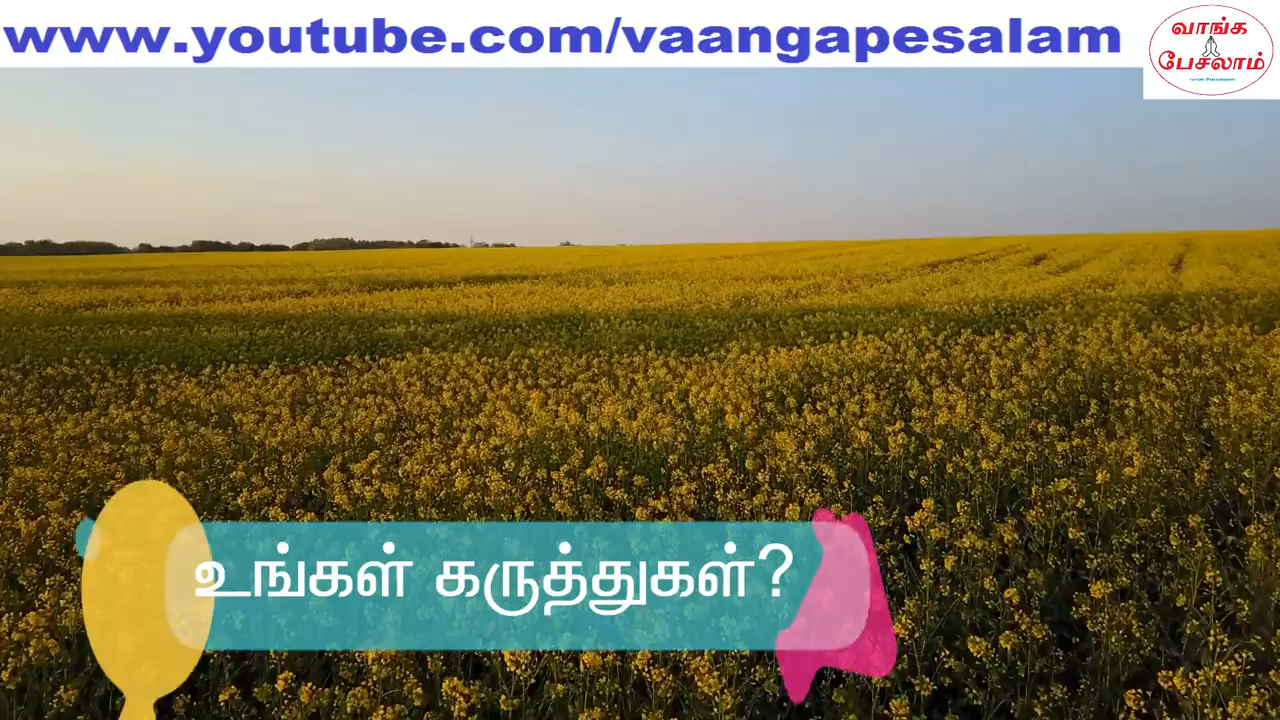 www.youtube.com/vaangapesalam
வாங்க
பேசலாம்
உங்கள் கருத்துகள்?